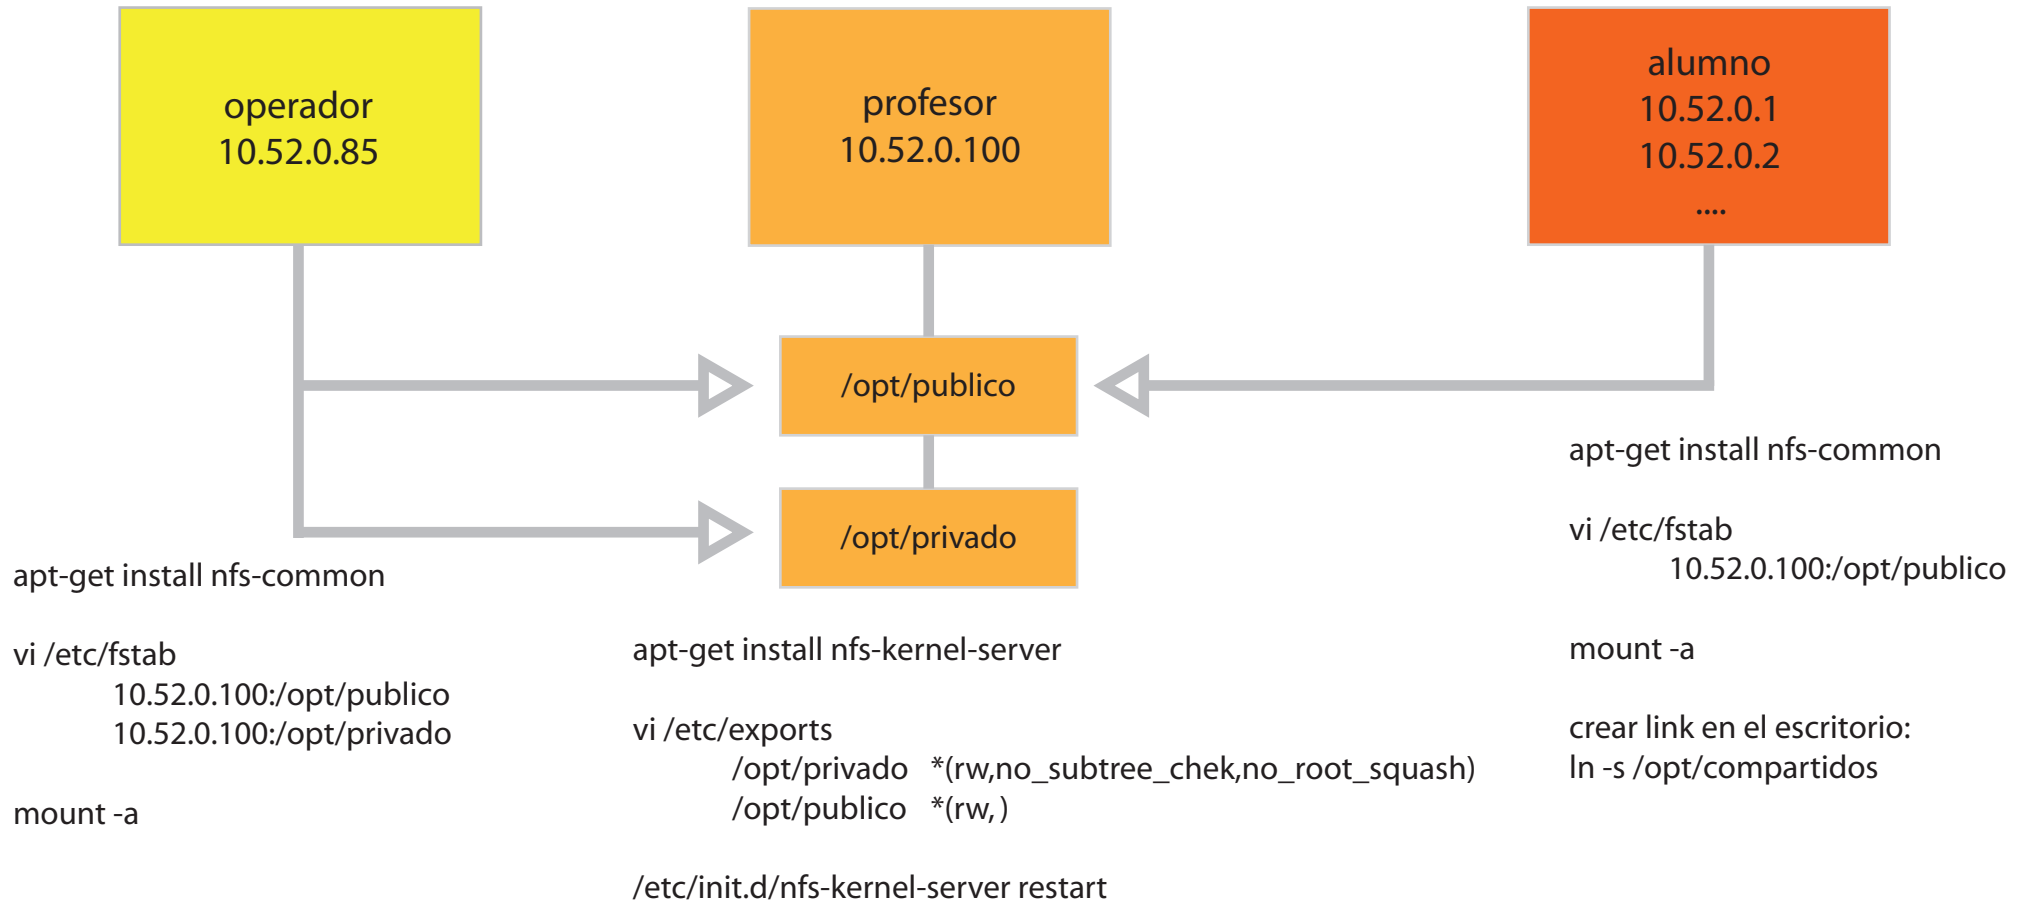 operador
10.52.0.85
profesor
10.52.0.100
alumno
10.52.0.1
10.52.0.2
....
/opt/publico
/opt/privado
apt-get install nfs-common
vi /etc/fstab
10.52.0.100:/opt/publico
10.52.0.100:/opt/privado
mount -a
apt-get install nfs-kernel-server
vi /etc/exports
/opt/privado *(rw,no_subtree_chek,no_root_squash)
/opt/publico *(rw, )
/etc/init.d/nfs-kernel-server restart
apt-get install nfs-common
vi /etc/fstab
10.52.0.100:/opt/publico
mount -a
crear link en el escritorio:
ln -s /opt/compartidos